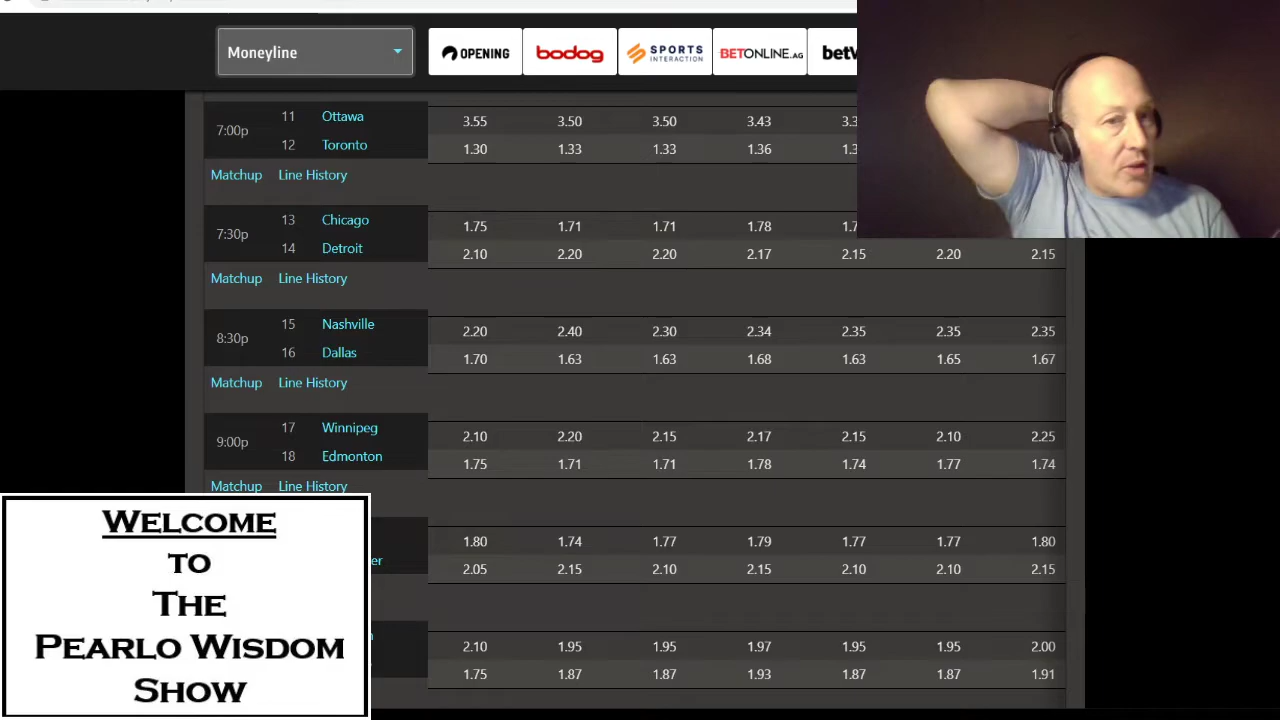 Moneyline
OPENING bodog SPORTS INTERACTION BETONLINE.AG
7:00p 11 Ottawa 3.55 3.50 3.50 3.43
12 Toronto 1.30 1.33 1.33 1.36
Matchup Line History
7:30p 13 Chicago 1.75 1.71 1.71 1.78
14 Detroit 2.10 2.20 2.20 2.17 2.15 2.20 2.15
Matchup Line History
8:30p 15 Nashville 2.20 2.40 2.30 2.34 2.35 2.35 2.35
16 Dallas 1.70 1.63 1.63 1.68 1.63 1.65 1.67
Matchup Line History
9:00p 17 Winnipeg 2.10 2.20 2.15 2.17 2.15 2.10 2.25
18 Edmonton 1.75 1.71 1.71 1.78 1.74 1.77 1.74
Matchup Line History
1.80 1.74 1.77 1.79 1.77 1.77 1.80
er 2.05 2.15 2.10 2.15 2.10 2.10 2.15
2.10 1.95 1.95 1.97 1.95 1.95 2.00
1.75 1.87 1.87 1.93 1.87 1.87 1.91
WELCOME
TO
THE
PEARLO WISDOM
SHOW